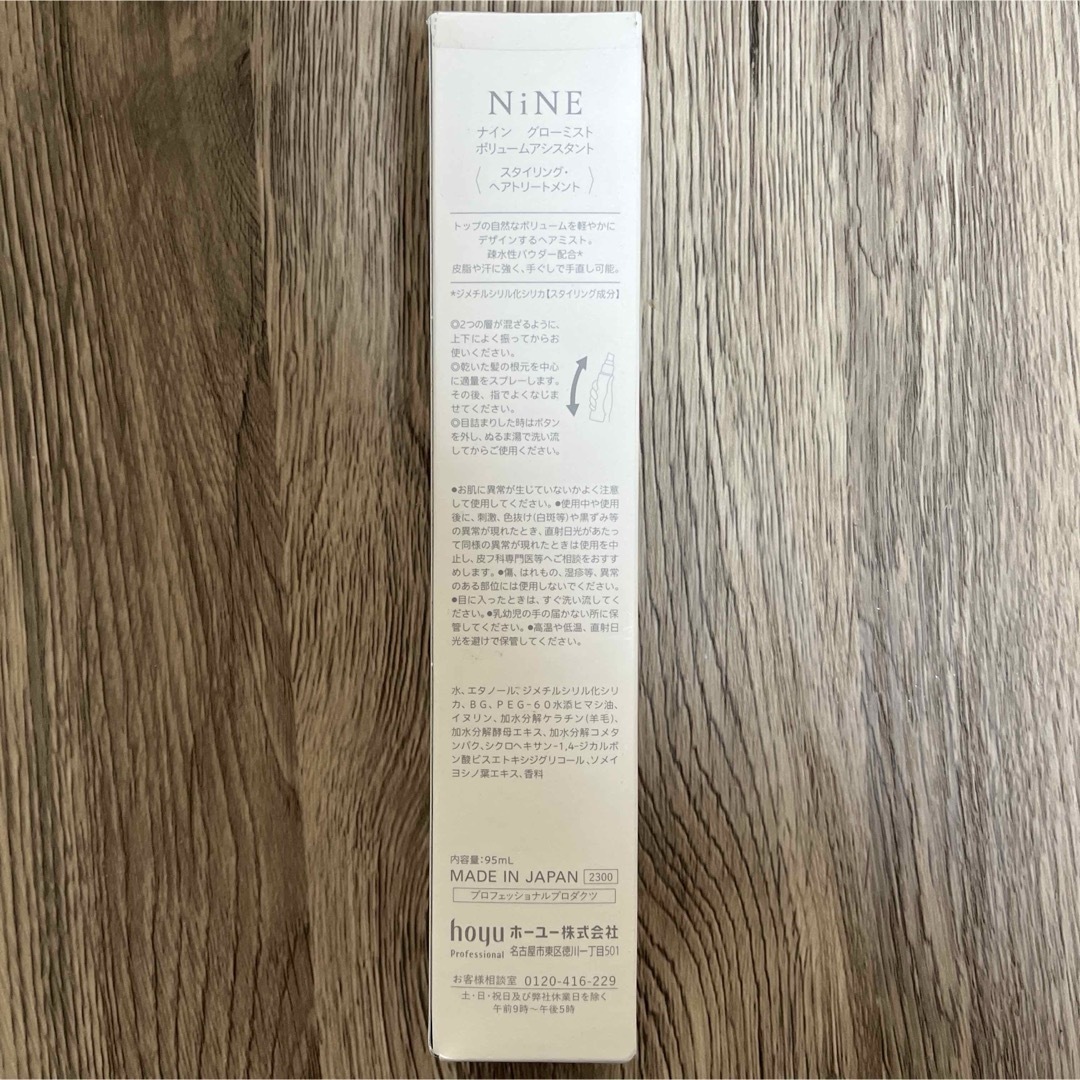 NiNE
ナイン グローミスト
ボリュームアシスタント
スタイリング・
ヘアトリートメント
トップの自然なボリュームを軽やかに
デザインするヘアミスト。
疎水性パウダー配合*
皮脂や汗に強く、手ぐしで手直し可能。
*ジメチルシリル化シリカ【スタイリング成分】
◎2つの層が混ざるように、
上下によく振ってからお
使いください。
◎乾いた髪の根元を中心
に適量をスプレーします。
その後、指でよくなじま
せてください。
◎目詰まりした時はボタン
を外し、ぬるま湯で洗い流
してからご使用ください。
●お肌に異常が生じていないかよく注意
して使用してください。●使用中や使用
後に、刺激、色抜け(白斑等)や黒ずみ等
の異常が現れたとき、直射日光があたっ
て同様の異常が現れたときは使用を中
止し、皮フ科専門医等へご相談をおすす
めします。●傷、はれもの、湿疹等、異常
のある部位には使用しないでください。
●目に入ったときは、すぐ洗い流してく
ださい。●乳幼児の手の届かない所に保
管してください。●高温や低温、直射日
光を避けて保管してください。
水、エタノール、ジメチルシリル化シリ
カ、BG、PEG-60水添ヒマシ油、
イヌリン、加水分解ケラチン(羊毛)、
加水分解酵母エキス、加水分解コメタ
ンパク、シクロヘキサン-1,4-ジカルボ
ン酸ビスエトキシジグリコール、ソメイ
ヨシノ葉エキス、香料
内容量:95mL
MADE IN JAPAN 2300
プロフェッショナルプロダクツ
hoyu ホーユー株式会社
Professional 名古屋市東区徳川一丁目501
お客様相談室 0120-416-229
土・日・祝日及び弊社休業日を除く
午前9時〜午後5時